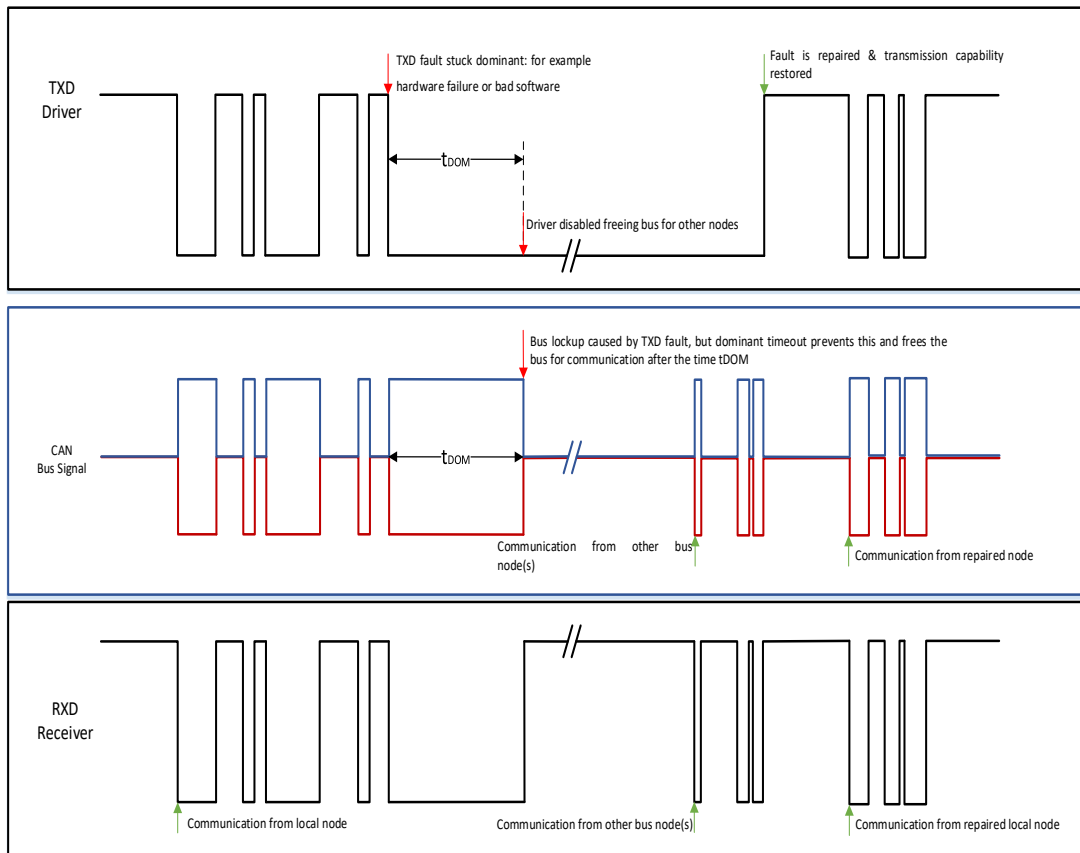 TXD
Driver
TXD fault stuck dominant: for example
hardware failure or bad software
Fault is repaired & transmission capability
restored
tDOM
Driver disabled freeing bus for other nodes
Bus lockup caused by TXD fault, but dominant timeout prevents this and frees the
bus for communication after the time tDOM
CAN
Bus Signal
tDOM
Communication from other bus
node(s)
Communication from repaired node
RXD
Receiver
Communication from local node
Communication from other bus node(s)
Communication from repaired local node